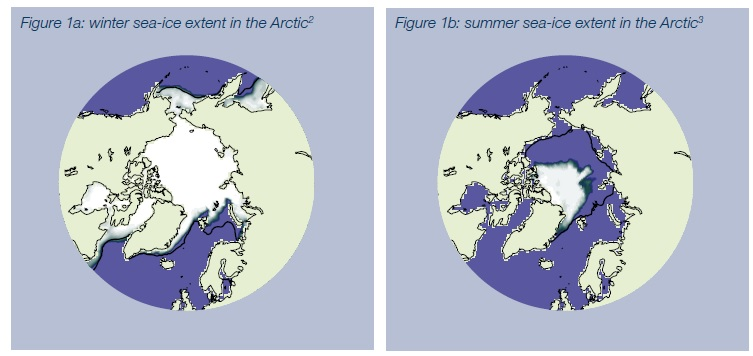 Figure 1a: winter sea-ice extent in the Arctic²
Figure 1b: summer sea-ice extent in the Arctic³